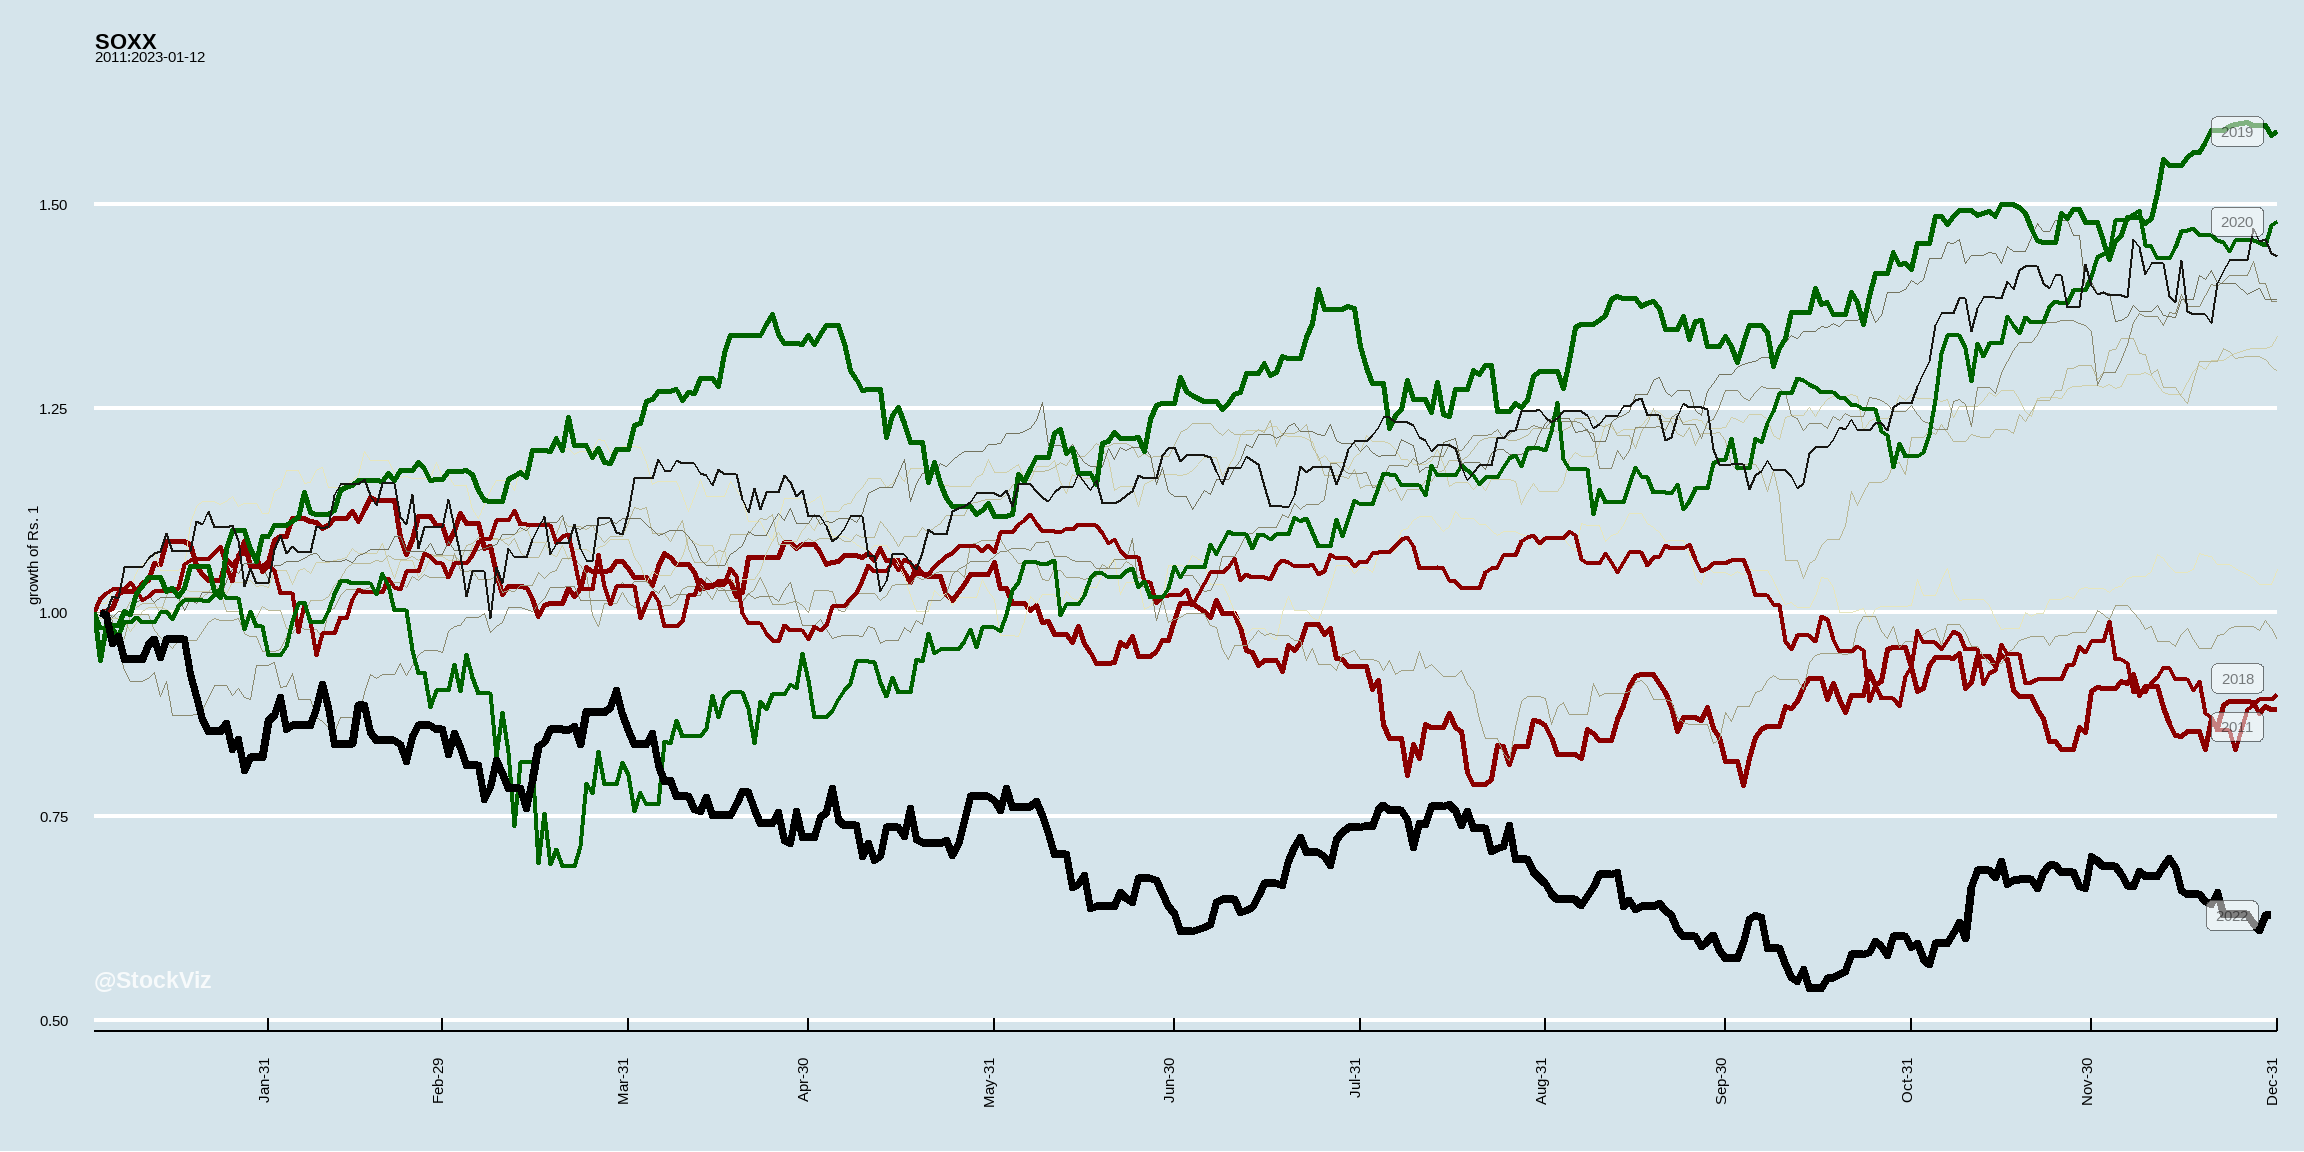 SOXX
2011:2023-01-12
growth of Rs. 1
1.50
1.25
1.00
0.75
0.50
2019
2020
2018
2011
2022
@StockViz
Jan-31
Feb-29
Mar-31
Apr-30
May-31
Jun-30
Jul-31
Aug-31
Sep-30
Oct-31
Nov-30
Dec-31